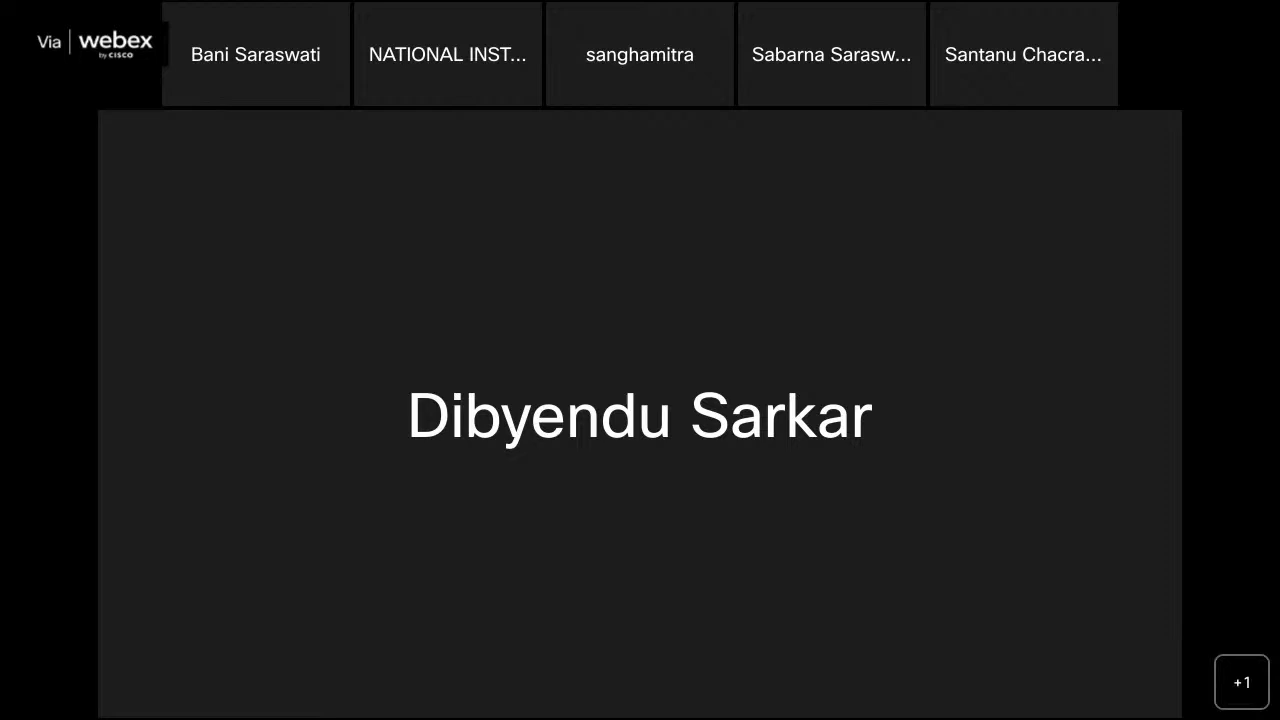 Via | webex
by CISCO
Bani Saraswati
NATIONAL INST...
sanghamitra
Sabarna Sarasw...
Santanu Chacra...
Dibyendu Sarkar
+1